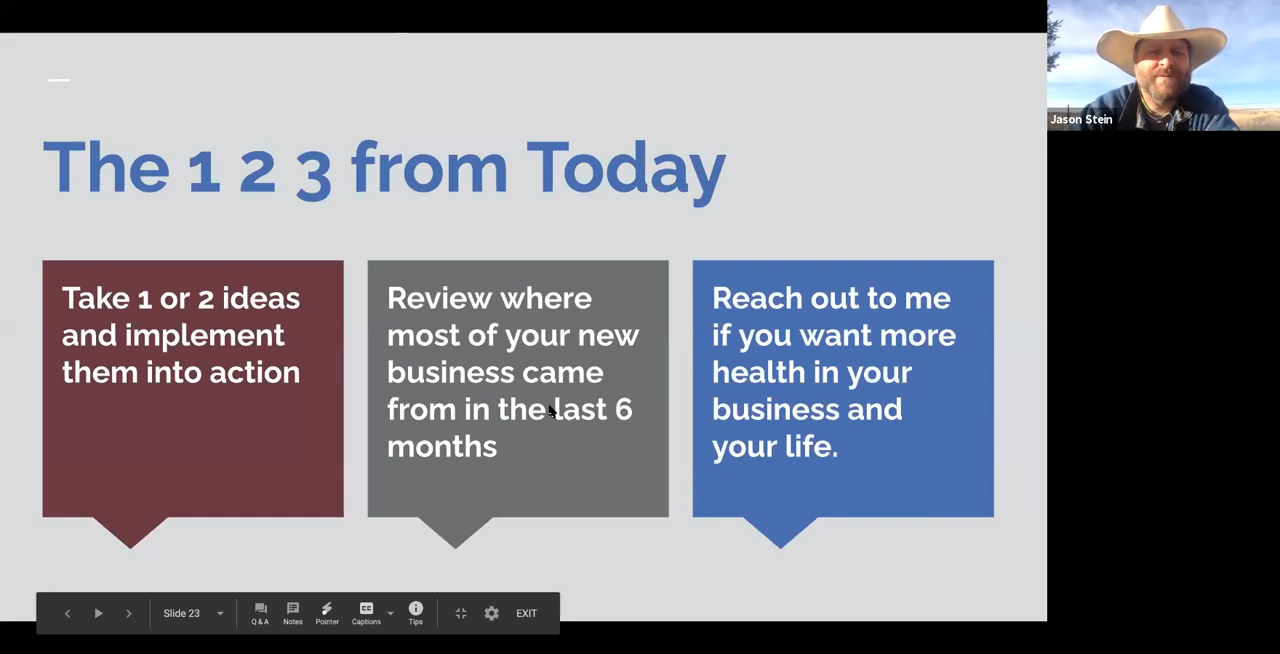 Jason Stein
The 1 2 3 from Today
Take 1 or 2 ideas
and implement
them into action
Review where
most of your new
business came
from in the last 6
months
Reach out to me
if you want more
health in your
business and
your life.
Slide 23
Q & A
Notes
Pointer
CC
Captions
Tips
EXIT